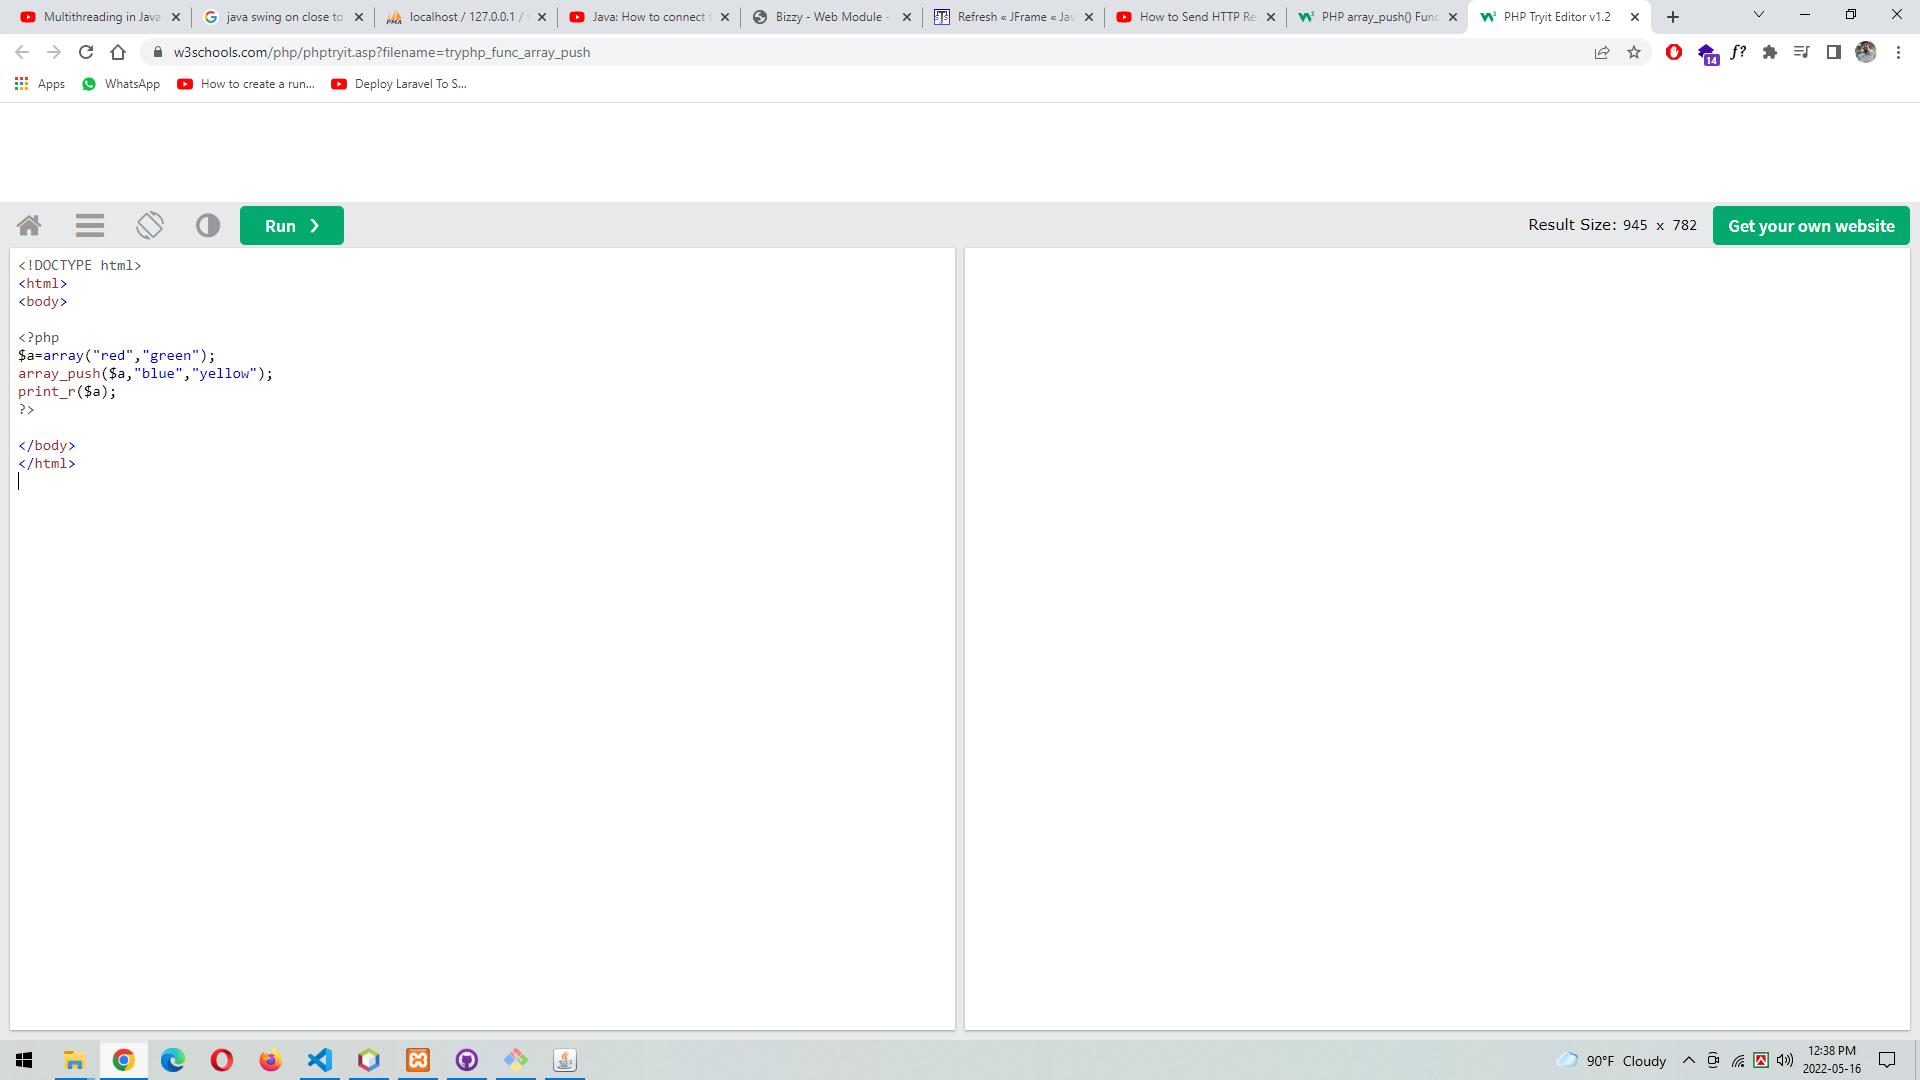 Multithreading in Java
java swing on close to
localhost / 127.0.0.1 /
Java: How to connect
Bizzy - Web Module -
Refresh « JFrame « Jav
How to Send HTTP Re
PHP array_push() Func
PHP Tryit Editor v1.2
w3schools.com/php/phptryit.asp?filename=tryphp_func_array_push
14
f?
Apps
WhatsApp
How to create a run...
Deploy Laravel To S...
Run ❯
Result Size: 945 x 782
Get your own website
<!DOCTYPE html>
<html>
<body>
<?php
$a=array("red","green");
array_push($a,"blue","yellow");
print_r($a);
?>
</body>
</html>
90°F Cloudy
12:38 PM
2022-05-16